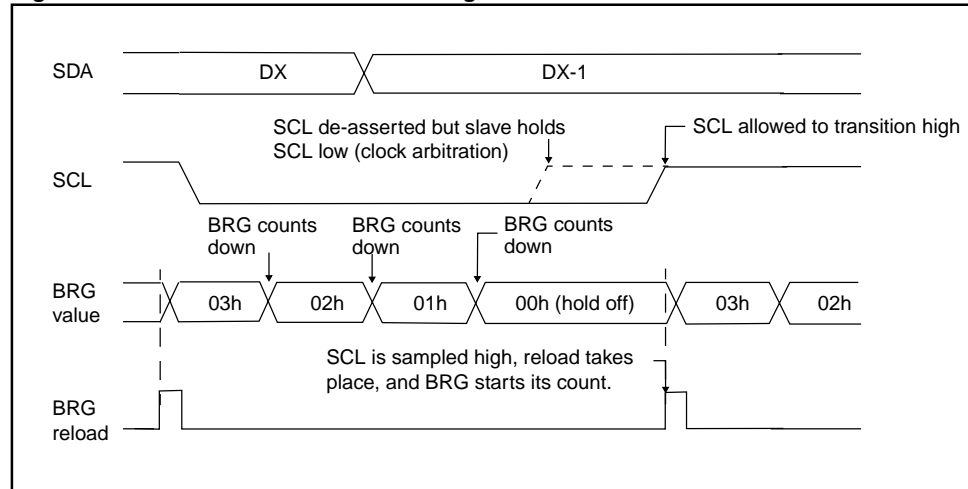 SDA
DX
DX-1
SCL de-asserted but slave holds
SCL low (clock arbitration)
SCL allowed to transition high
SCL
BRG counts
down
BRG counts
down
BRG counts
down
BRG
value
03h
02h
01h
00h (hold off)
03h
02h
SCL is sampled high, reload takes
place, and BRG starts its count.
BRG
reload